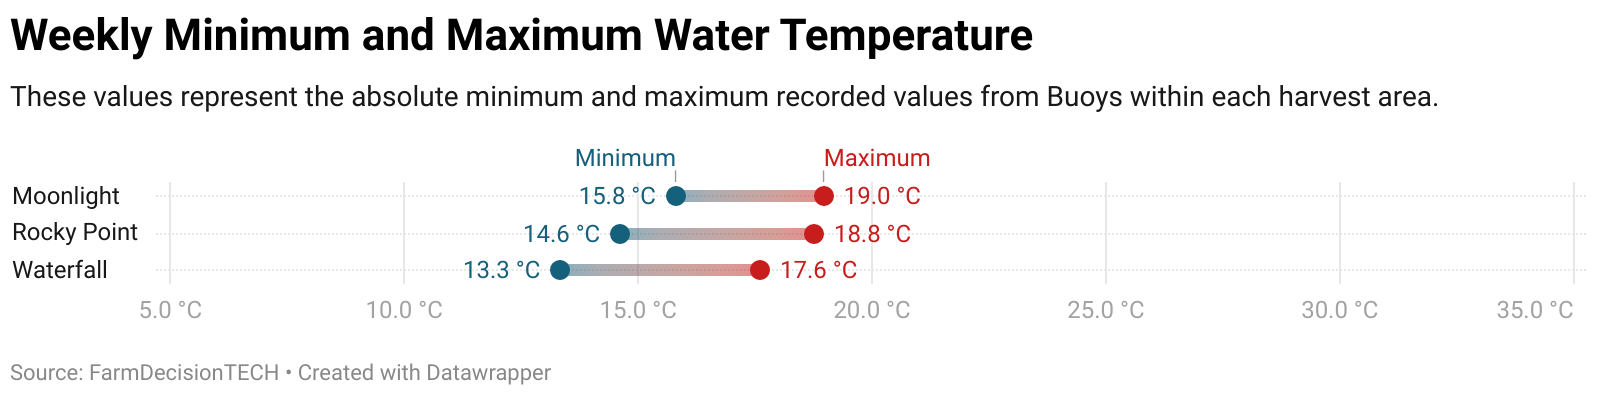 Weekly Minimum and Maximum Water Temperature
These values represent the absolute minimum and maximum recorded values from Buoys within each harvest area.
Minimum Maximum
Moonlight 15.8 °C 19.0 °C
Rocky Point 14.6 °C 18.8 °C
Waterfall 13.3 °C 17.6 °C
5.0 °C 10.0 °C 15.0 °C 20.0 °C 25.0 °C 30.0 °C 35.0 °C
Source: FarmDecisionTECH • Created with Datawrapper